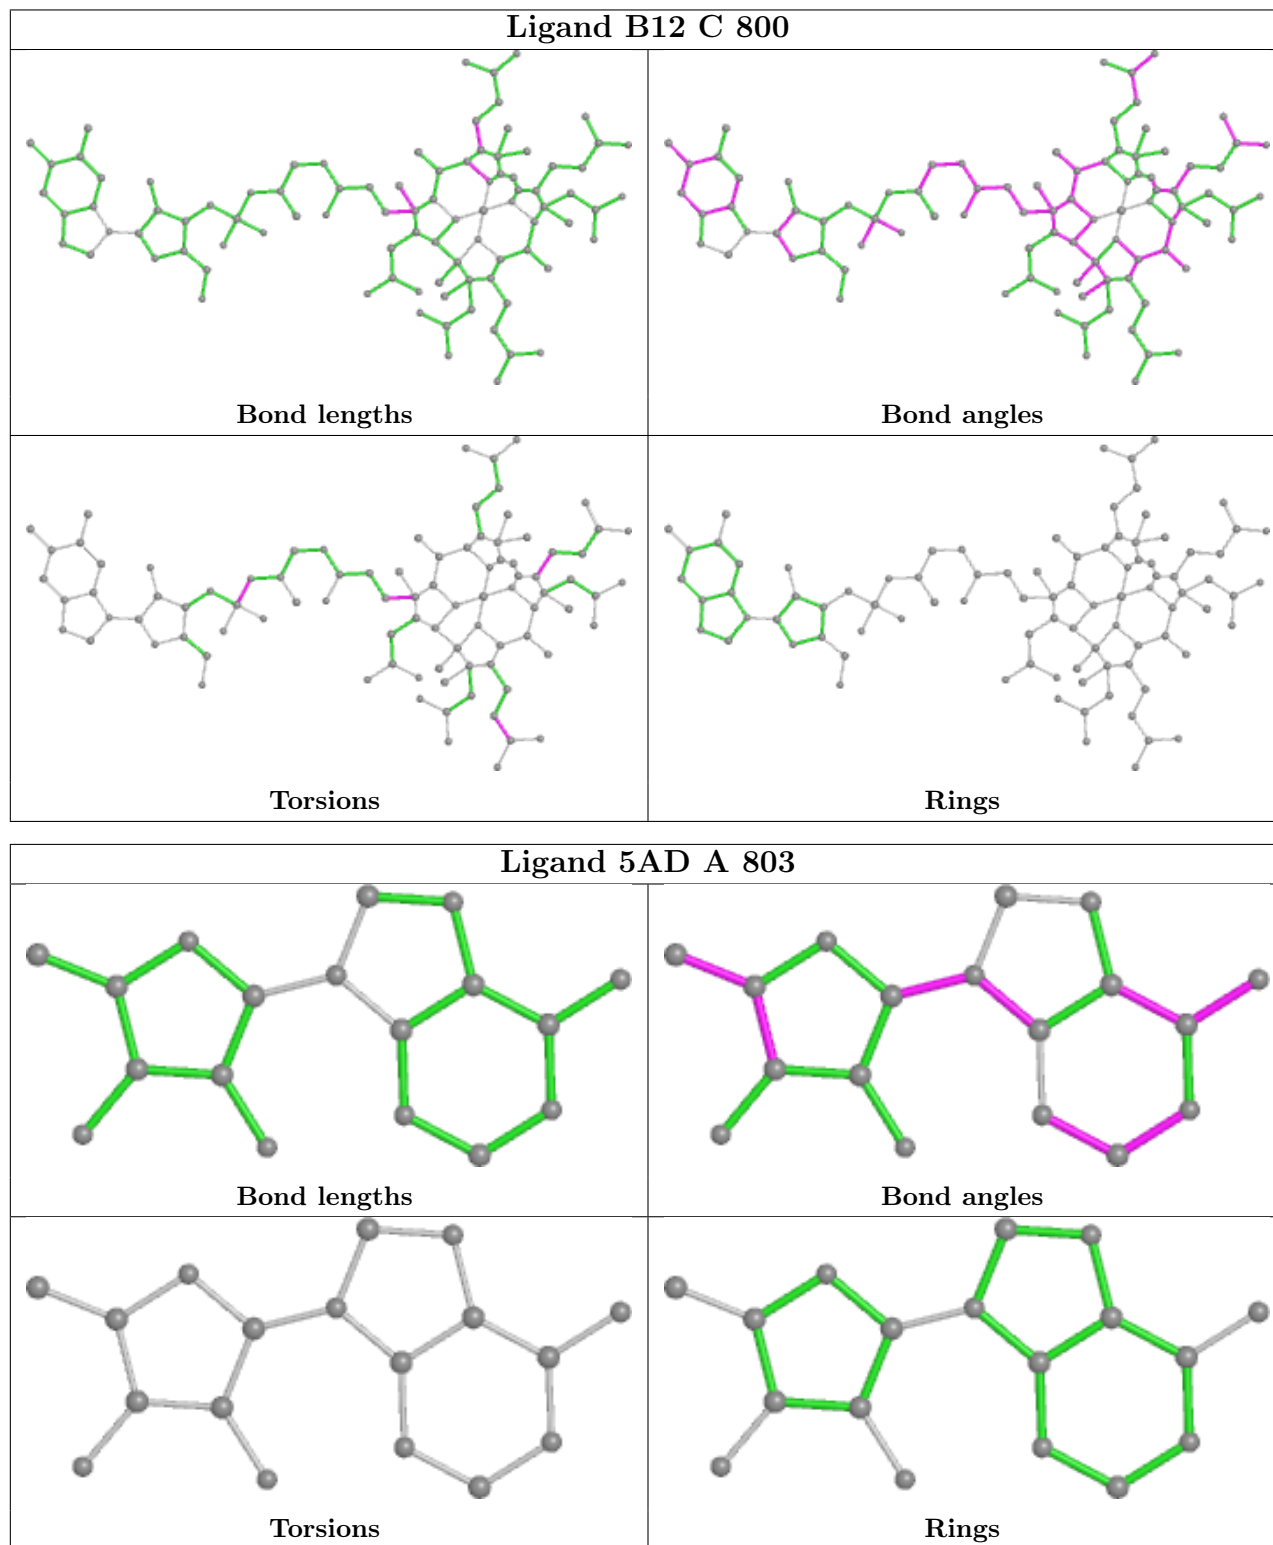 Ligand B12 C 800
Bond lengths
Bond angles
Torsions
Rings
Ligand 5AD A 803
Bond lengths
Bond angles
Torsions
Rings